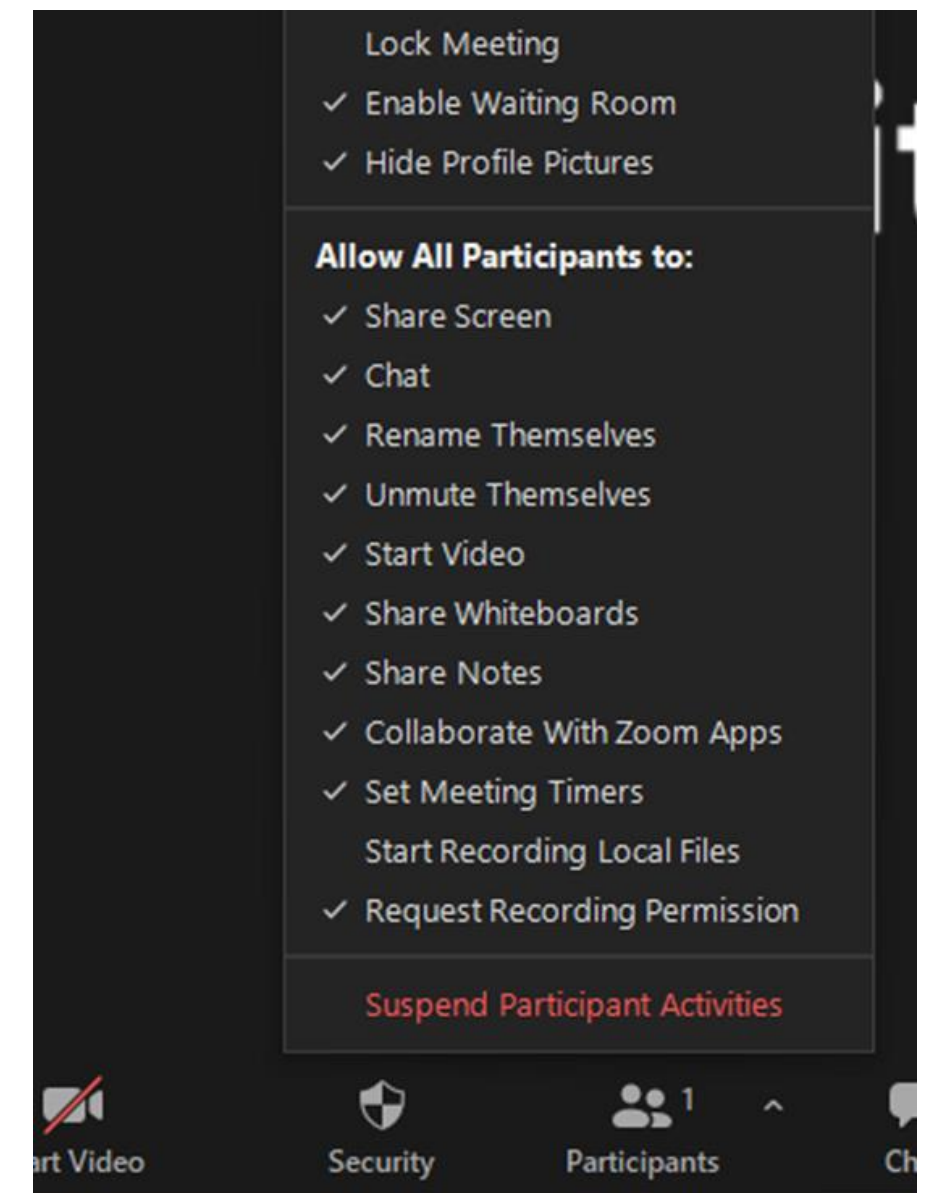 Lock Meeting
Enable Waiting Room
Hide Profile Pictures
Allow All Participants to:
Share Screen
Chat
Rename Themselves
Unmute Themselves
Start Video
Share Whiteboards
Share Notes
Collaborate With Zoom Apps
Set Meeting Timers
Start Recording Local Files
Request Recording Permission
Suspend Participant Activities
1
art Video Security Participants Ch